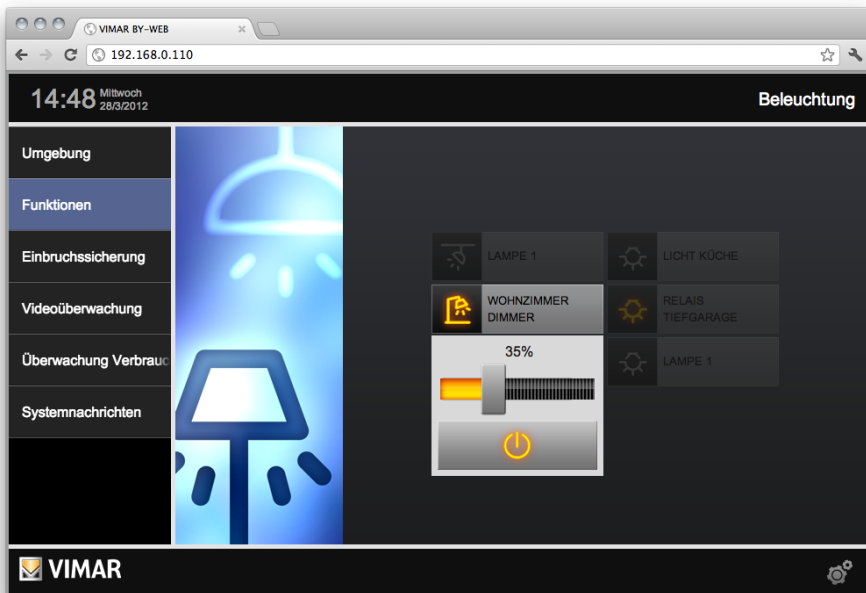 VIMAR BY-WEB
192.168.0.110
14:48
Mittwoch
28/3/2012
Beleuchtung
Umgebung
Funktionen
Einbruchssicherung
Videoüberwachung
Überwachung Verbrauc
Systemnachrichten
LAMPE 1
LICHT KÜCHE
WOHNZIMMER
DIMMER
RELAIS
TIEFGARAGE
35%
LAMPE 1
VIMAR